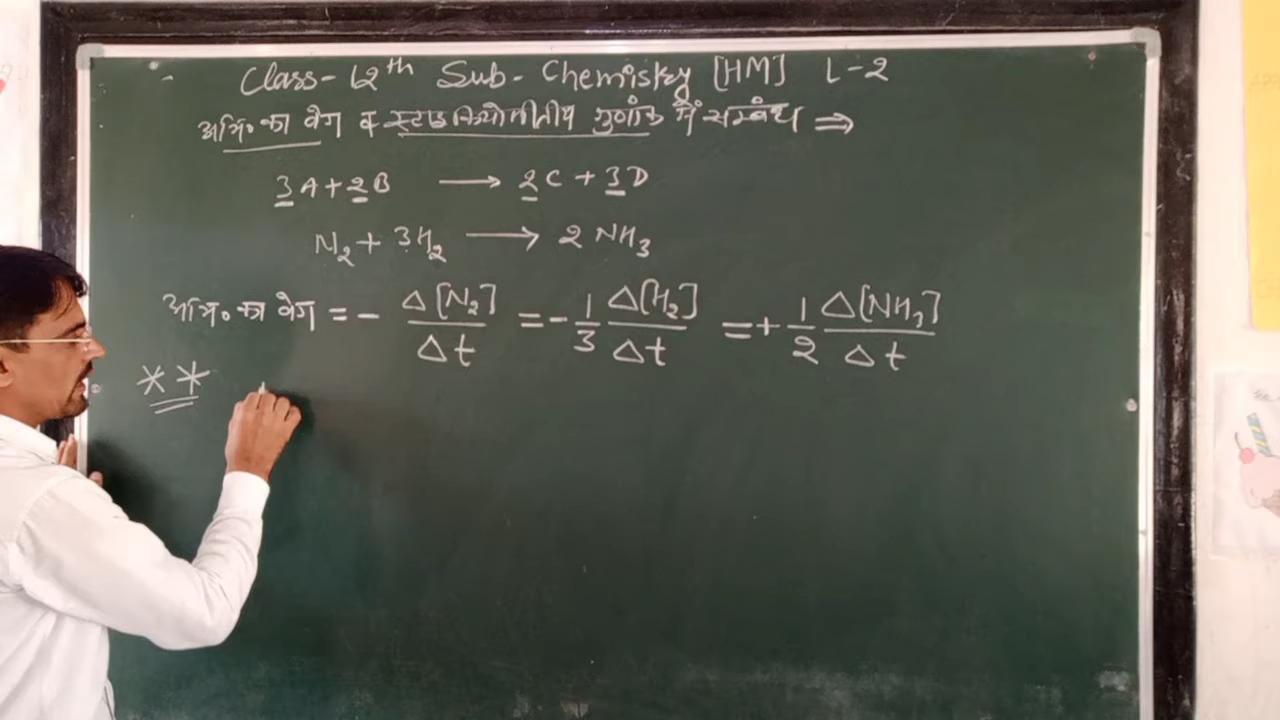 Class-12th Sub- Chemistry [HM] L-2
अभि० का वेग व स्टाइकियोमीतीय गुणांक में सम्बंध ⇒
3A+2B ⟶ 2C+3D
N₂+3H₂ ⟶ 2NH₃
अभि० का वेग = - Δ[N₂]/Δt = - 1/3 Δ[H₂]/Δt = + 1/2 Δ[NH₃]/Δt
**